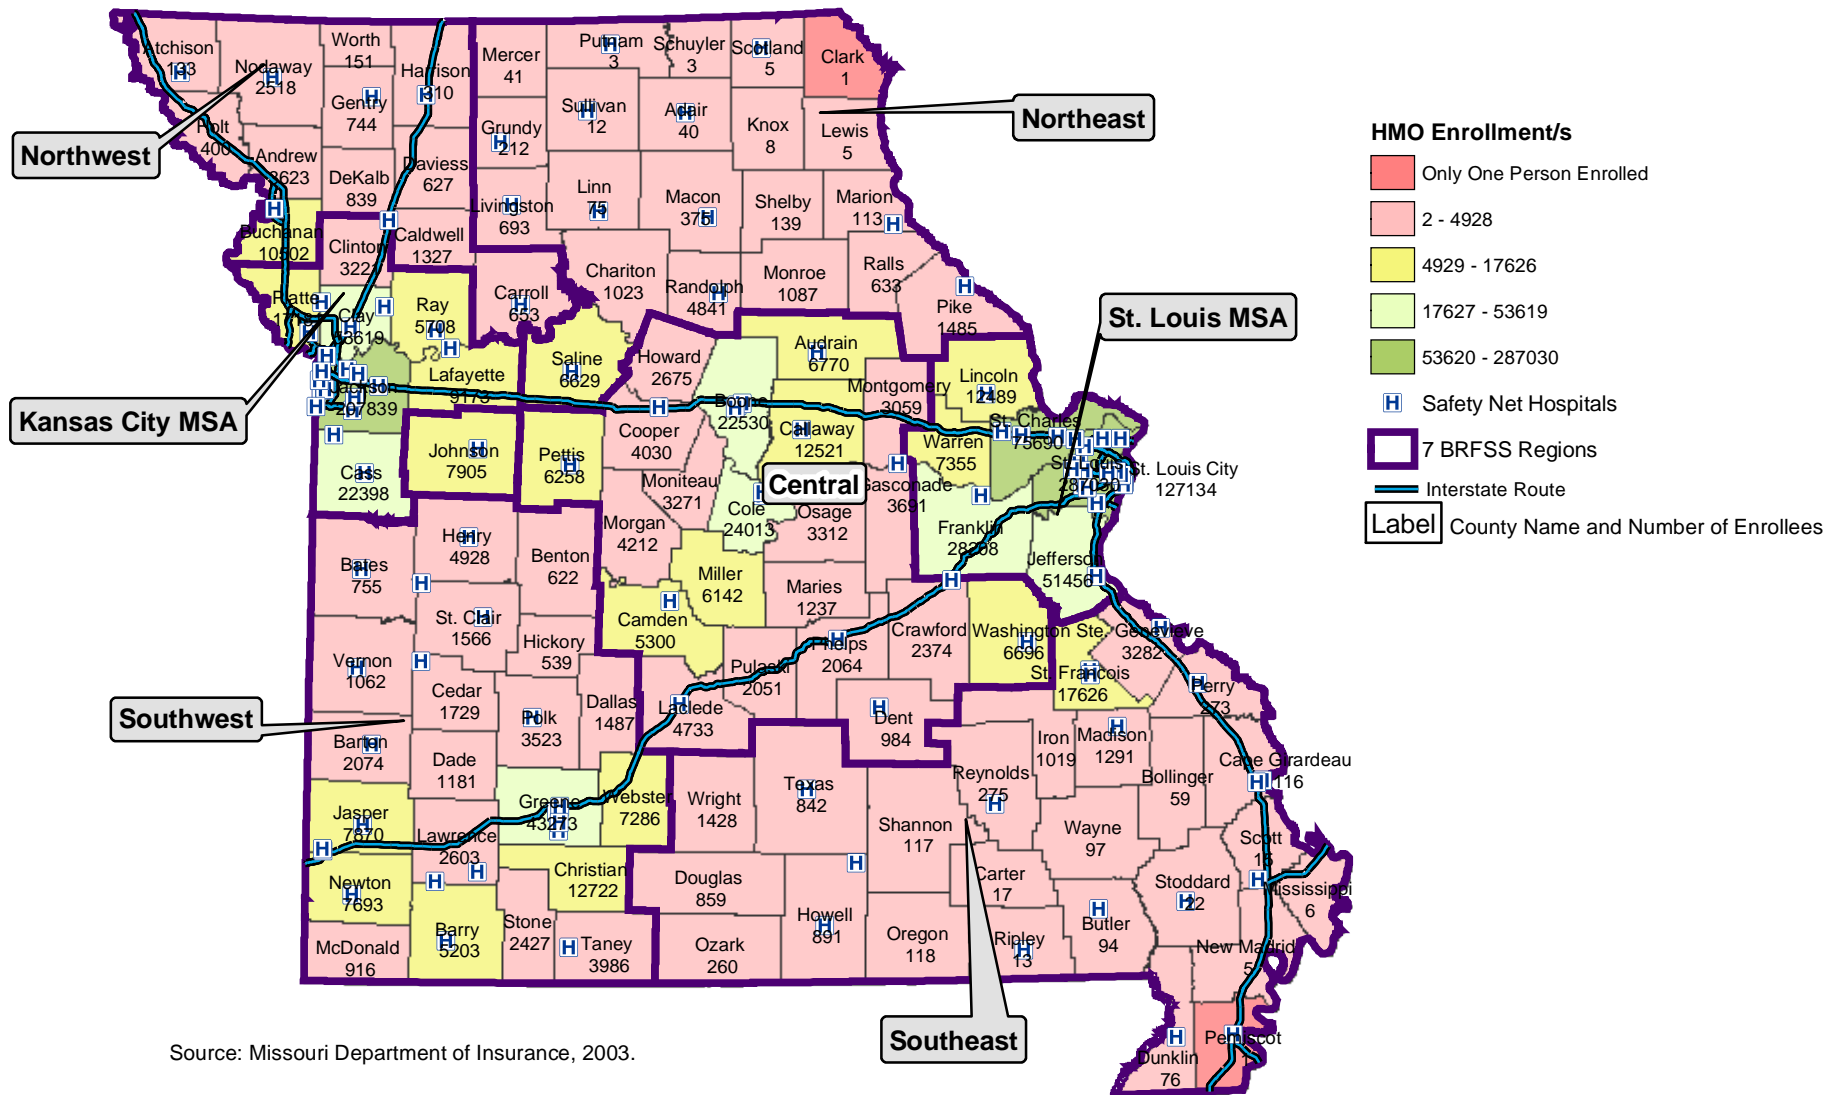 Atchison
133
Nodaway
2518
Worth
151
Harrison
310
Gentry
744
Holt
400
Andrew
3623
DeKalb
839
Daviess
627
Buchanan
10502
Clinton
3221
Caldwell
1327
Mercer
41
Putnam
3
Schuyler
3
Scotland
5
Clark
1
Grundy
212
Sullivan
12
Adair
40
Knox
8
Lewis
5
Livingston
693
Linn
75
Macon
375
Shelby
139
Marion
113
Chariton
1023
Randolph
4841
Monroe
1087
Ralls
633
Pike
1485
Carroll
653
Northwest
Northeast
Platte
Clay
53619
Ray
5708
Jackson
Lafayette
9173
Cass
22398
Kansas City MSA
St. Louis MSA
Saline
6629
Howard
2675
Audrain
6770
Montgomery
3059
Boone
22530
Callaway
12521
Johnson
7905
Pettis
6258
Cooper
4030
Moniteau
3271
Central
Cole
24013
Osage
3312
Gasconade
3691
Morgan
4212
Miller
6142
Maries
1237
Camden
5300
Lincoln
12489
Warren
7355
St. Charles
75690
St. Louis
287030
St. Louis City
127134
Franklin
28298
Jefferson
51456
Bates
755
Henry
4928
Benton
622
St. Clair
1566
Hickory
539
Vernon
1062
Cedar
1729
Polk
3523
Dallas
1487
Southwest
Barton
2074
Dade
1181
Jasper
7870
Lawrence
2603
Greene
43273
Webster
7286
Newton
7693
Christian
12722
Barry
5203
Stone
2427
Taney
3986
McDonald
916
Pulaski
2051
Phelps
2064
Crawford
2374
Laclede
4733
Dent
984
Washington
6696
Ste. Genevieve
3282
St. Francois
17626
Perry
273
Iron
1019
Madison
1291
Bollinger
59
Cape Girardeau
116
Reynolds
275
Wright
1428
Texas
842
Shannon
117
Wayne
97
Scott
15
Douglas
859
Howell
891
Carter
17
Stoddard
22
Mississippi
6
Ozark
260
Oregon
118
Ripley
13
Butler
94
New Madrid
5
Southeast
Pemiscot
Dunklin
76
HMO Enrollment/s
Only One Person Enrolled
2 - 4928
4929 - 17626
17627 - 53619
53620 - 287030
H Safety Net Hospitals
7 BRFSS Regions
Interstate Route
Label County Name and Number of Enrollees
Source: Missouri Department of Insurance, 2003.